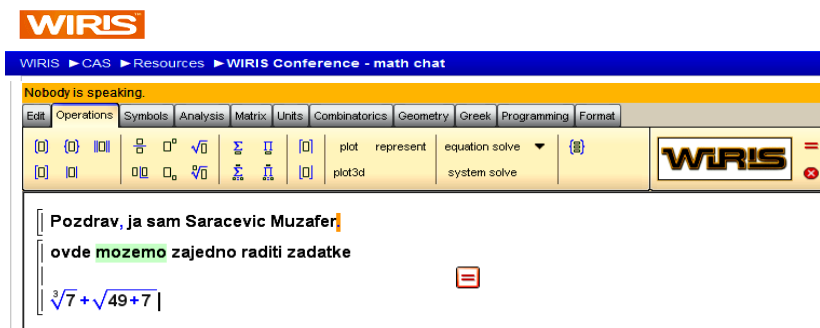 WIRIS™
WIRIS ►CAS ►Resources ►WIRIS Conference - math chat
Nobody is speaking.
Edit Operations Symbols Analysis Matrix Units Combinatorics Geometry Greek Programming Format
plot represent equation solve ▼
plot3d system solve
WIRIS
Pozdrav, ja sam Saracevic Muzafer.
ovde mozemo zajedno raditi zadatke
∛7 + √(49+7)